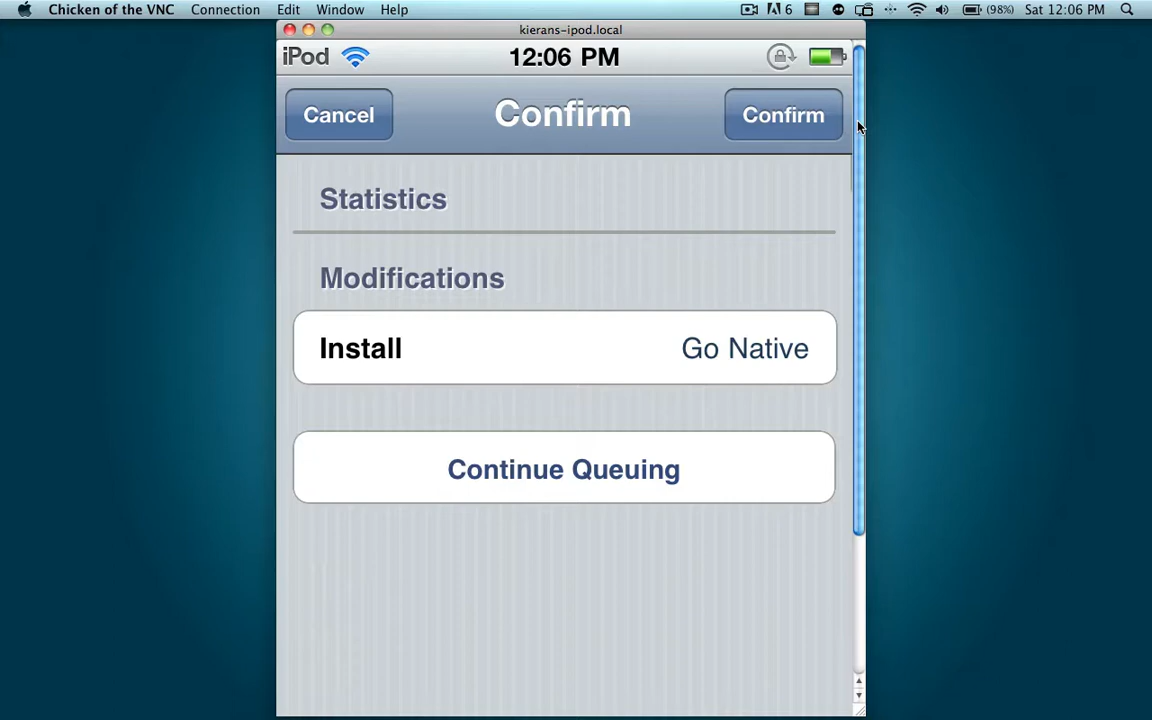 Chicken of the VNC Connection Edit Window Help 6 (98%) Sat 12:06 PM
kierans-ipod.local
iPod 12:06 PM
Cancel Confirm Confirm
Statistics
Modifications
Install Go Native
Continue Queuing